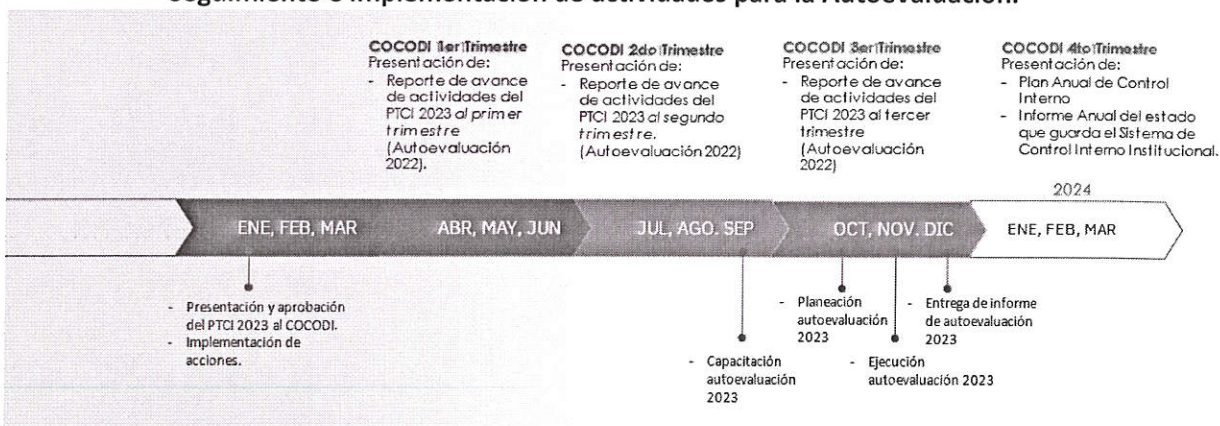 Seguimiento e implementación de actividades para la Autoevaluación.
COCODI 1er Trimestre
Presentación de:
- Reporte de avance
de actividades del
PTCI 2023 al primer
trimestre
(Autoevaluación
2022).
COCODI 2do Trimestre
Presentación de:
- Reporte de avance
de actividades del
PTCI 2023 al segundo
trimestre.
(Autoevaluación 2022)
COCODI 3er Trimestre
Presentación de:
- Reporte de avance
de actividades del
PTCI 2023 al tercer
trimestre
(Autoevaluación
2022)
COCODI 4to Trimestre
Presentación de:
- Plan Anual de Control
Interno
- Informe Anual del estado
que guarda el Sistema de
Control Interno Institucional.
2024
ENE, FEB, MAR
ABR, MAY, JUN
JUL, AGO. SEP
OCT, NOV. DIC
ENE, FEB, MAR
- Presentación y aprobación
del PTCI 2023 al COCODI.
- Implementación de
acciones.
- Capacitación
autoevaluación
2023
- Planeación
autoevaluación
2023
- Ejecución
autoevaluación 2023
- Entrega de informe
de autoevaluación
2023